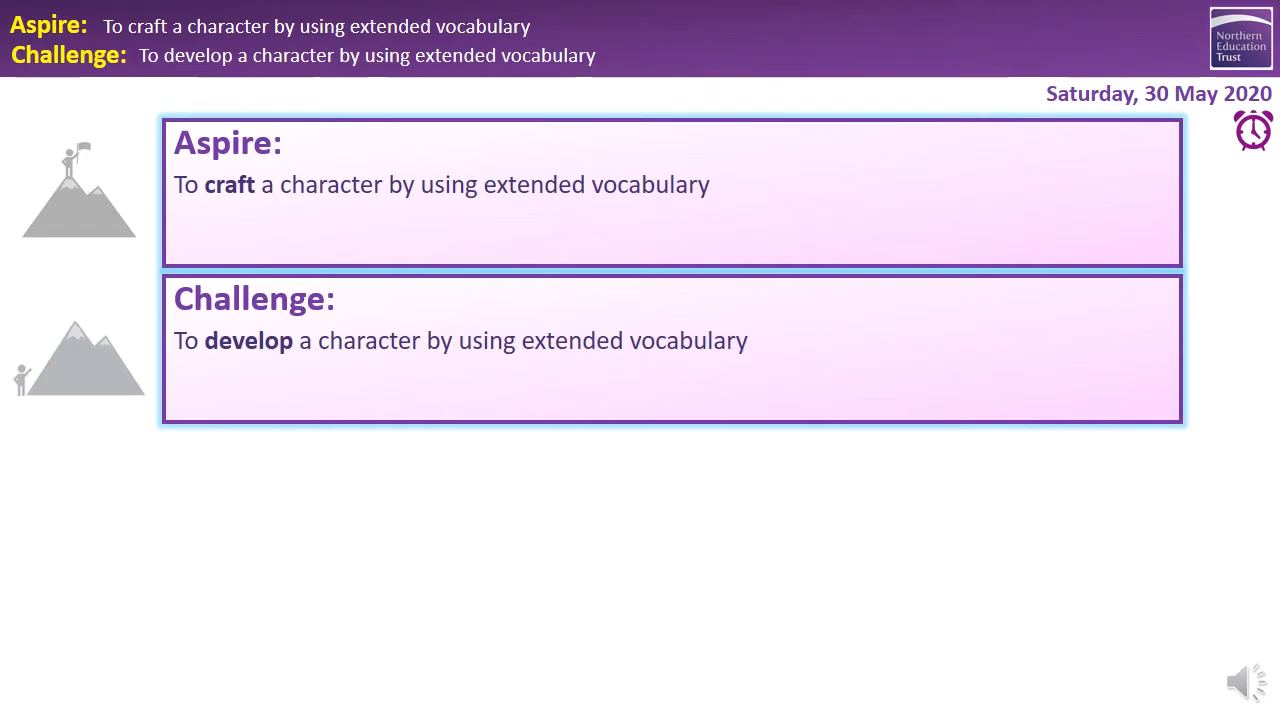 Aspire: To craft a character by using extended vocabulary
Challenge: To develop a character by using extended vocabulary
Northern
Education
Trust
Saturday, 30 May 2020
Aspire:
To craft a character by using extended vocabulary
Challenge:
To develop a character by using extended vocabulary